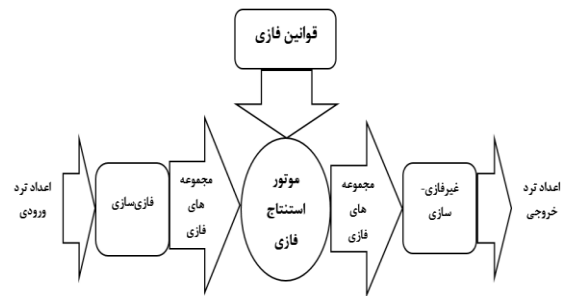 قوانین فازی
اعداد ترد
ورودی
فازی‌سازی
مجموعه
های
فازی
موتور
استنتاج
فازی
مجموعه
های
فازی
غیرفازی-
سازی
اعداد ترد
خروجی